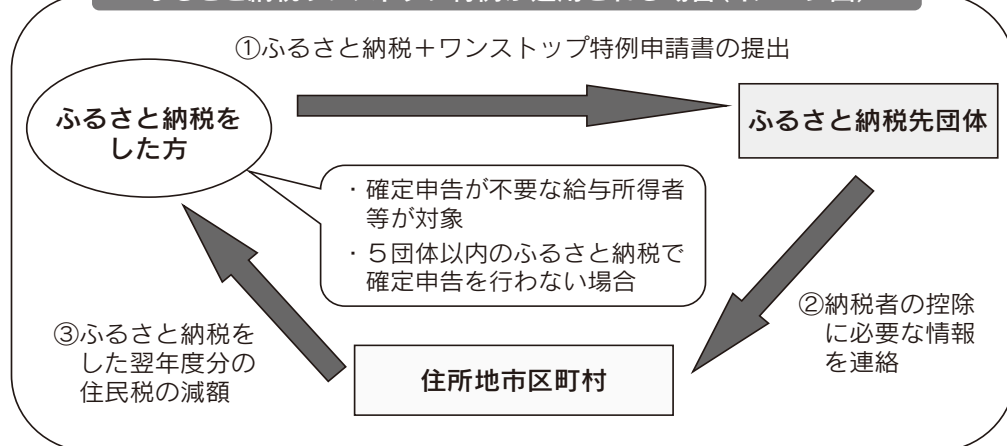 ①ふるさと納税＋ワンストップ特例申請書の提出
ふるさと納税を
した方
ふるさと納税先団体
・確定申告が不要な給与所得者
等が対象
・５団体以内のふるさと納税で
確定申告を行わない場合
②納税者の控除
に必要な情報
を連絡
③ふるさと納税を
した翌年度分の
住民税の減額
住所地市区町村